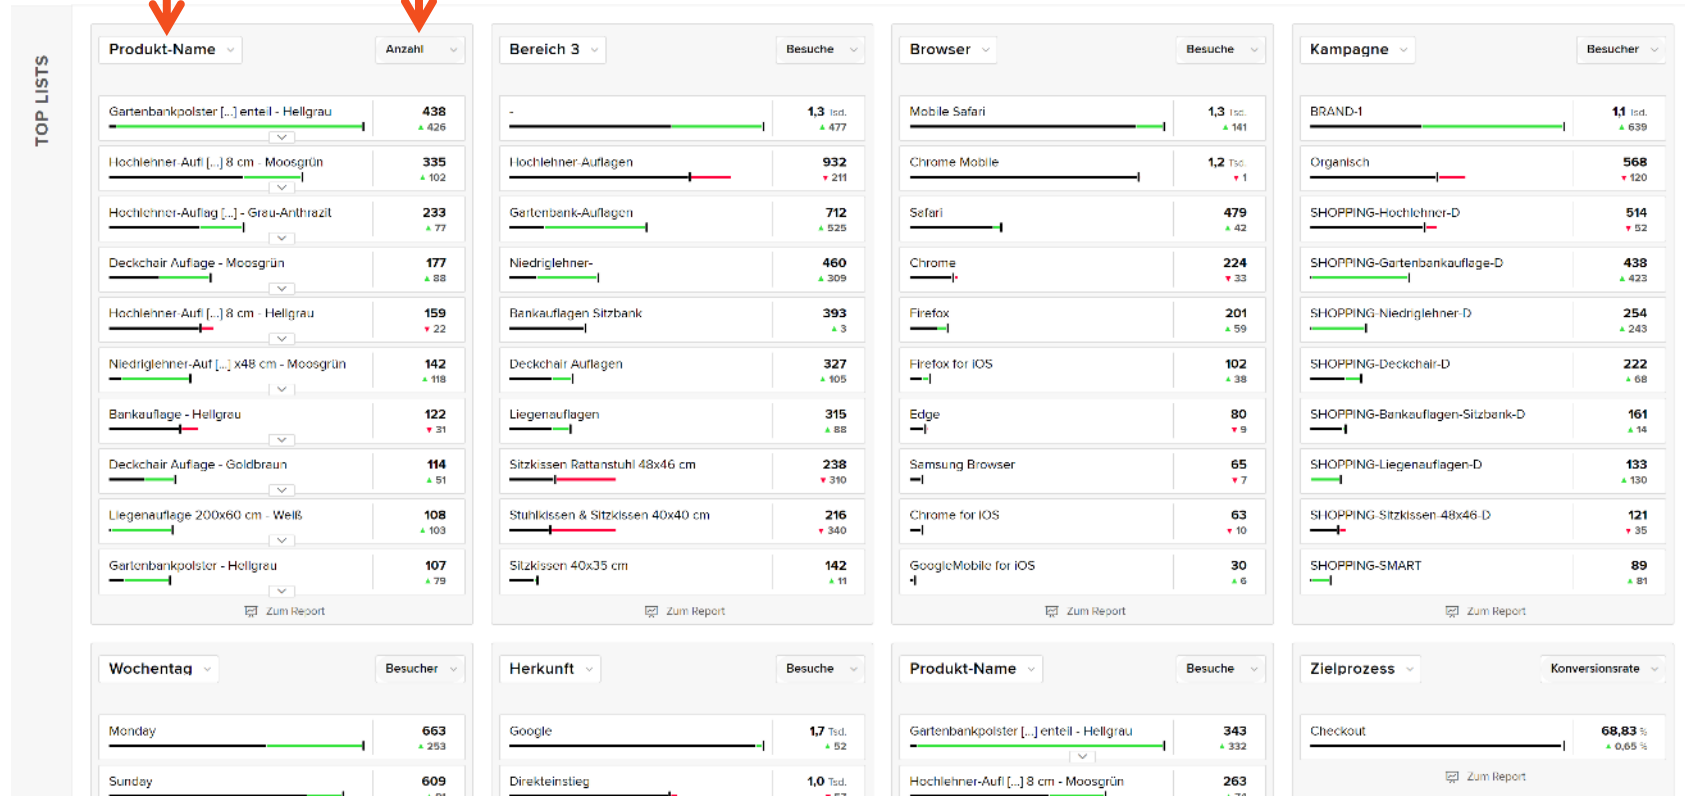 TOP LISTS
Produkt-Name
Anzahl
Gartenbankpolster [...] enteil - Hellgrau
438
426
Hochlehner-Aufl [...] 8 cm - Moosgrün
335
102
Hochlehner-Auflag [...] - Grau-Anthrazit
233
77
Deckchair Auflage - Moosgrün
177
88
Hochlehner-Aufl [...] 8 cm - Hellgrau
159
22
Niedriglehner-Auf [...] x48 cm - Moosgrün
142
118
Bankauflage - Hellgrau
122
31
Deckchair Auflage - Goldbraun
114
51
Liegenauflage 200x60 cm - Weiß
108
103
Gartenbankpolster - Hellgrau
107
79
Zum Report
Bereich 3
Besuche
-
1,3 Tsd.
477
Hochlehner-Auflagen
932
211
Gartenbank-Auflagen
712
525
Niedriglehner-
460
309
Bankauflagen Sitzbank
393
3
Deckchair Auflagen
327
105
Liegenauflagen
315
88
Sitzkissen Rattanstuhl 48x46 cm
238
310
Stuhlkissen & Sitzkissen 40x40 cm
216
340
Sitzkissen 40x35 cm
142
11
Zum Report
Browser
Besuche
Mobile Safari
1,3 Tsd.
141
Chrome Mobile
1,2 Tsd.
1
Safari
479
42
Chrome
224
33
Firefox
201
59
Firefox for iOS
102
38
Edge
80
9
Samsung Browser
65
7
Chrome for iOS
63
10
GoogleMobile for iOS
30
6
Zum Report
Kampagne
Besucher
BRAND-1
1,1 Tsd.
639
Organisch
568
120
SHOPPING-Hochlehner-D
514
52
SHOPPING-Gartenbankauflage-D
438
423
SHOPPING-Niedriglehner-D
254
243
SHOPPING-Deckchair-D
222
68
SHOPPING-Bankauflagen-Sitzbank-D
161
14
SHOPPING-Liegenauflagen-D
133
130
SHOPPING-Sitzkissen-48x46-D
121
35
SHOPPING-SMART
89
81
Zum Report
Wochentag
Besucher
Monday
663
253
Sunday
609
Herkunft
Besuche
Google
1,7 Tsd.
52
Direkteinstieg
1,0 Tsd.
Produkt-Name
Besuche
Gartenbankpolster [...] enteil - Hellgrau
343
332
Hochlehner-Aufl [...] 8 cm - Moosgrün
263
Zielprozess
Konversionsrate
Checkout
68,83 %
0,65 %
Zum Report